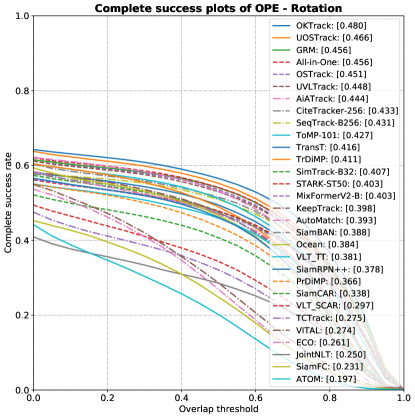 Complete success plots of OPE - Rotation
1.0
0.8
0.6
0.4
0.2
0.0
Complete success rate
OKTrack: [0.480]
UOSTrack: [0.466]
GRM: [0.456]
All-in-One: [0.456]
OSTrack: [0.451]
UVLTrack: [0.448]
AiATrack: [0.444]
CiteTracker-256: [0.433]
SeqTrack-B256: [0.431]
ToMP-101: [0.427]
TransT: [0.416]
TrDiMP: [0.411]
SimTrack-B32: [0.407]
STARK-ST50: [0.403]
MixFormerV2-B: [0.403]
KeepTrack: [0.398]
AutoMatch: [0.393]
SiamBAN: [0.388]
Ocean: [0.384]
VLT_TT: [0.381]
SiamRPN++: [0.378]
PrDiMP: [0.366]
SiamCAR: [0.338]
VLT_SCAR: [0.297]
TCTrack: [0.275]
VITAL: [0.274]
ECO: [0.261]
JointNLT: [0.250]
SiamFC: [0.231]
ATOM: [0.197]
0.0 0.2 0.4 0.6 0.8 1.0
Overlap threshold